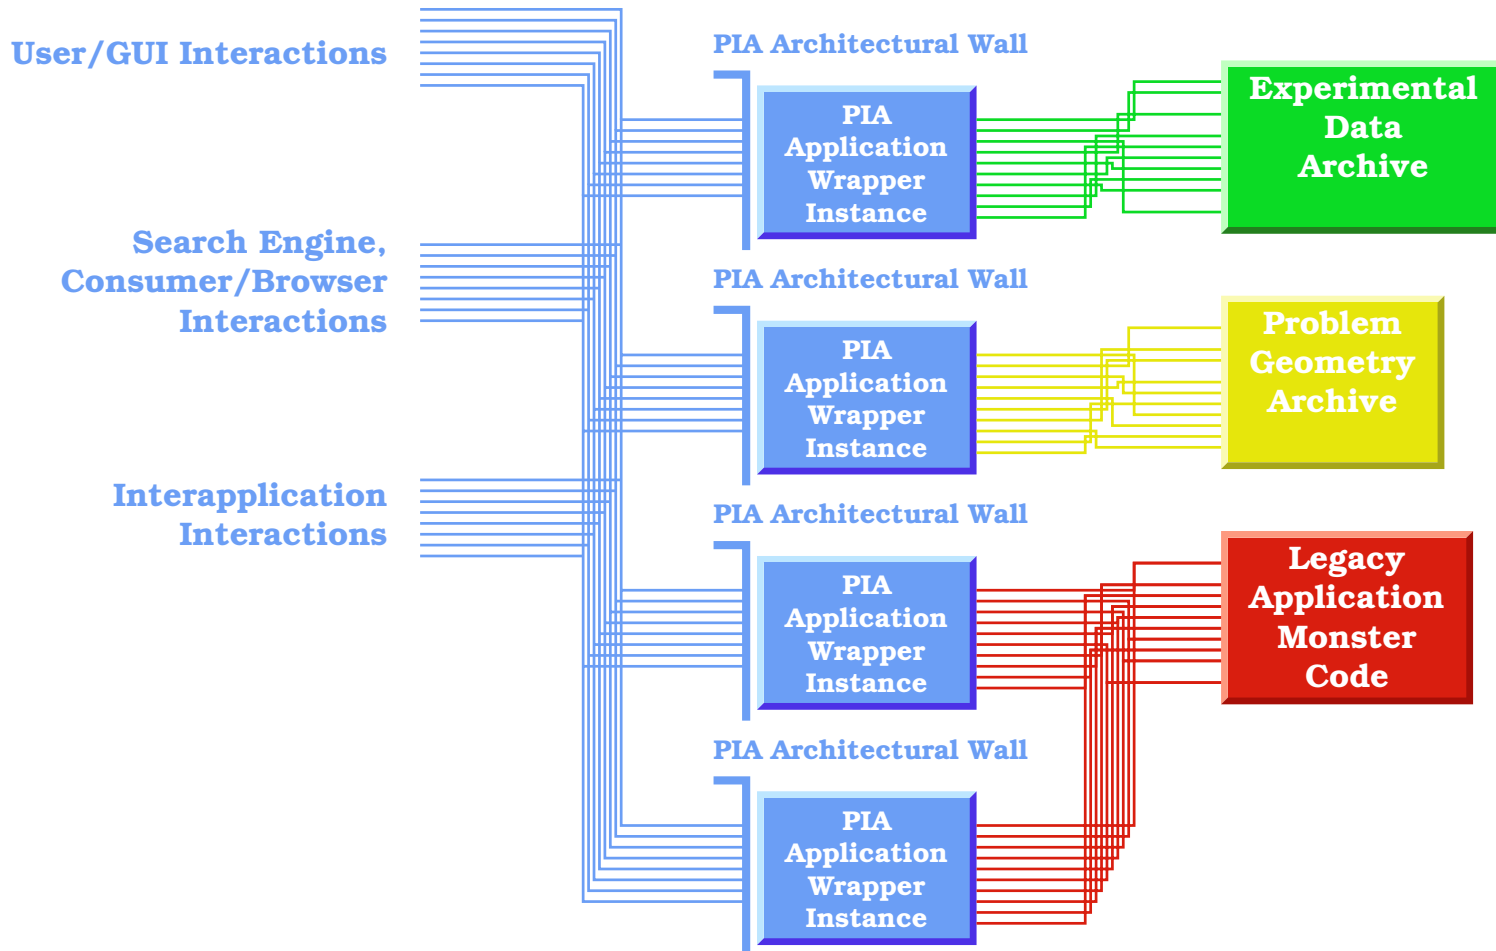 User/GUI Interactions
Search Engine,
Consumer/Browser
Interactions
Interapplication
Interactions
PIA Architectural Wall
PIA
Application
Wrapper
Instance
Experimental
Data
Archive
PIA Architectural Wall
PIA
Application
Wrapper
Instance
Problem
Geometry
Archive
PIA Architectural Wall
PIA
Application
Wrapper
Instance
Legacy
Application
Monster
Code
PIA Architectural Wall
PIA
Application
Wrapper
Instance